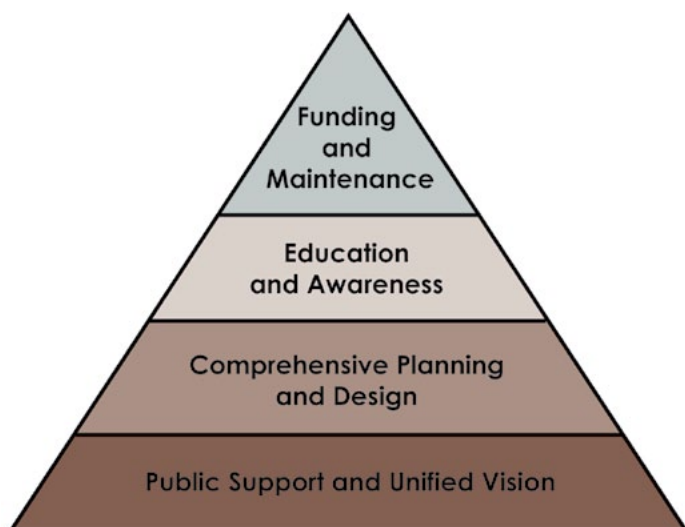 Funding
and
Maintenance
Education
and Awareness
Comprehensive Planning
and Design
Public Support and Unified Vision